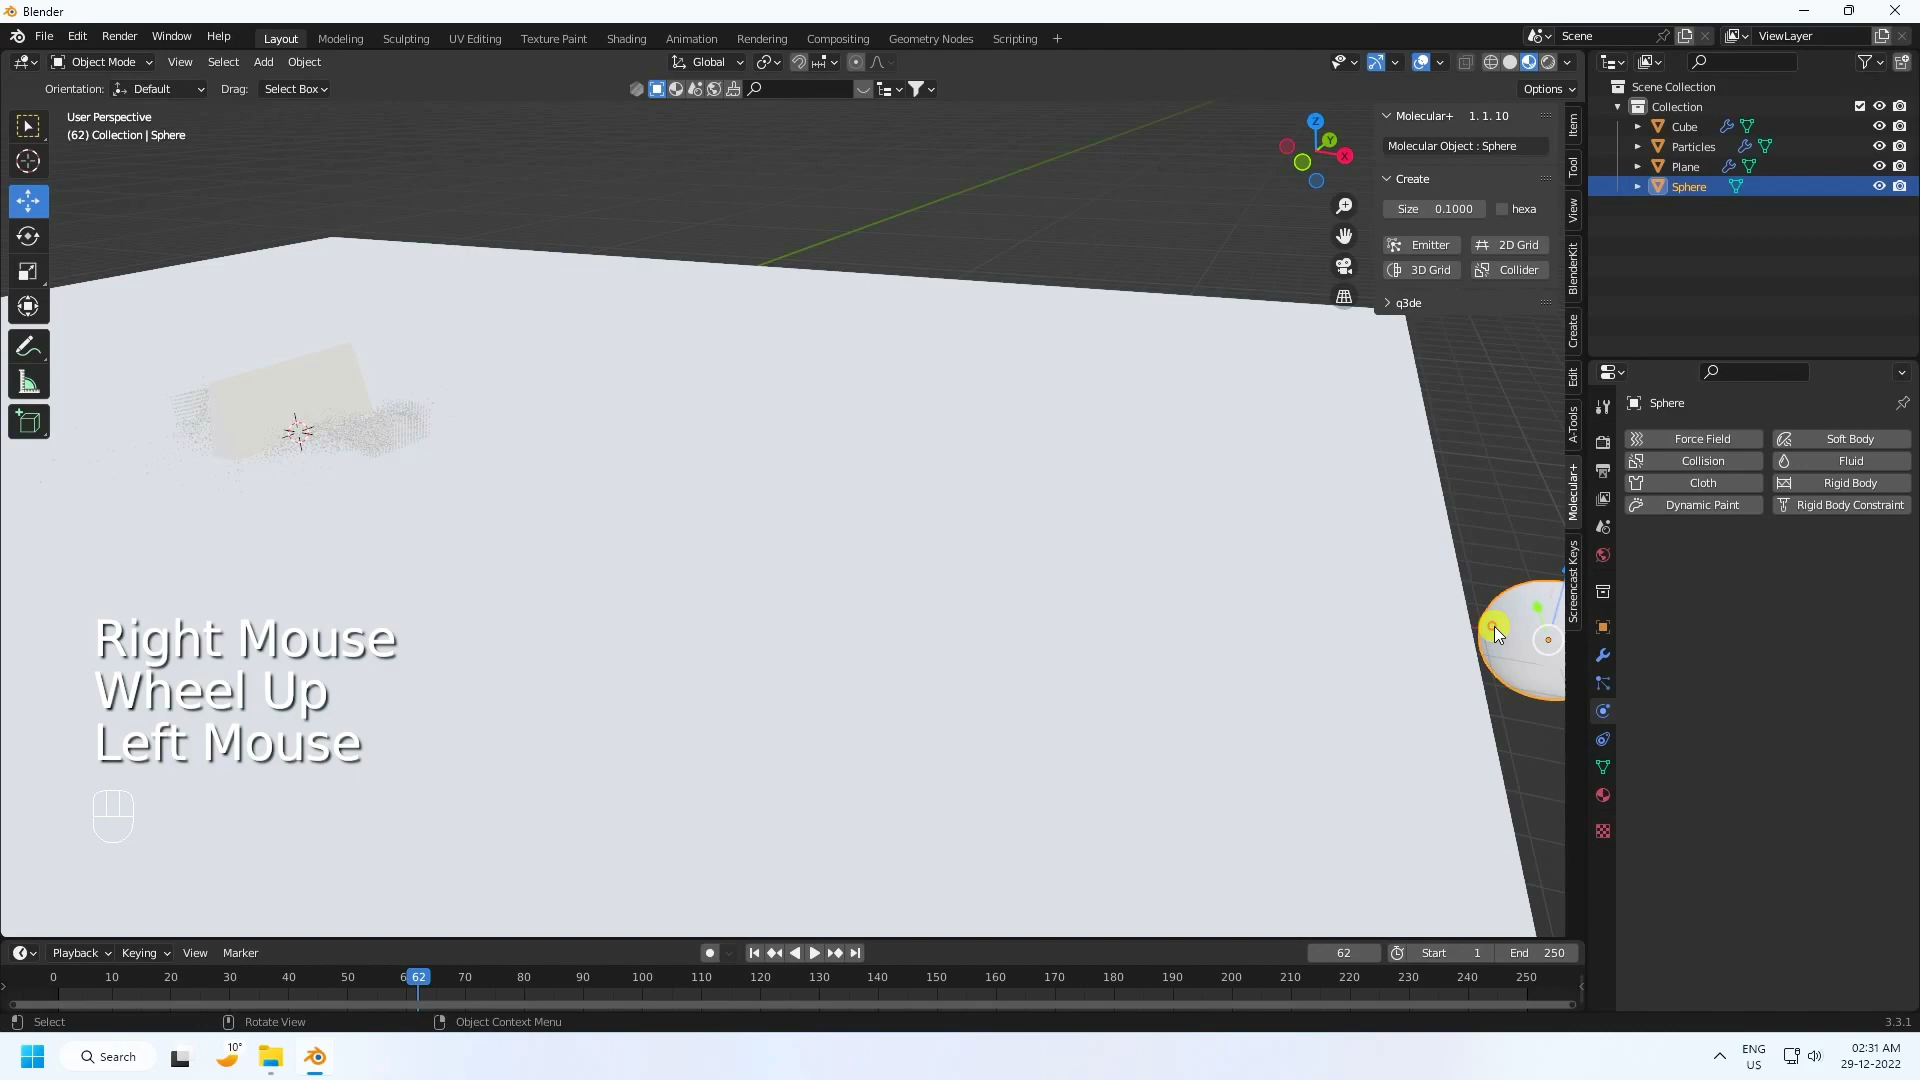 Blender
File Edit Render Window Help
Layout Modeling Sculpting UV Editing Texture Paint Shading Animation Rendering Compositing Geometry Nodes Scripting +
Scene
ViewLayer
Object Mode View Select Add Object
Global
Orientation: Default Drag: Select Box
Options
User Perspective
(62) Collection | Sphere
Z
Y
X
Molecular+ 1. 1. 10
Molecular Object : Sphere
Create
Size 0.1000 hexa
Emitter 2D Grid
3D Grid Collider
q3de
Item
Tool
View
BlenderKit
Create
Edit
A-Tools
Molecular+
Screencast Keys
Scene Collection
Collection
Cube
Particles
Plane
Sphere
Sphere
Force Field Soft Body
Collision Fluid
Cloth Rigid Body
Dynamic Paint Rigid Body Constraint
Right Mouse
Wheel Up
Left Mouse
Playback Keying View Marker
62 Start 1 End 250
0 10 20 30 40 50 6 62 70 80 90 100 110 120 130 140 150 160 170 180 190 200 210 220 230 240 250
Select Rotate View Object Context Menu
3.3.1
Search
10°
ENG
US
02:31 AM
29-12-2022